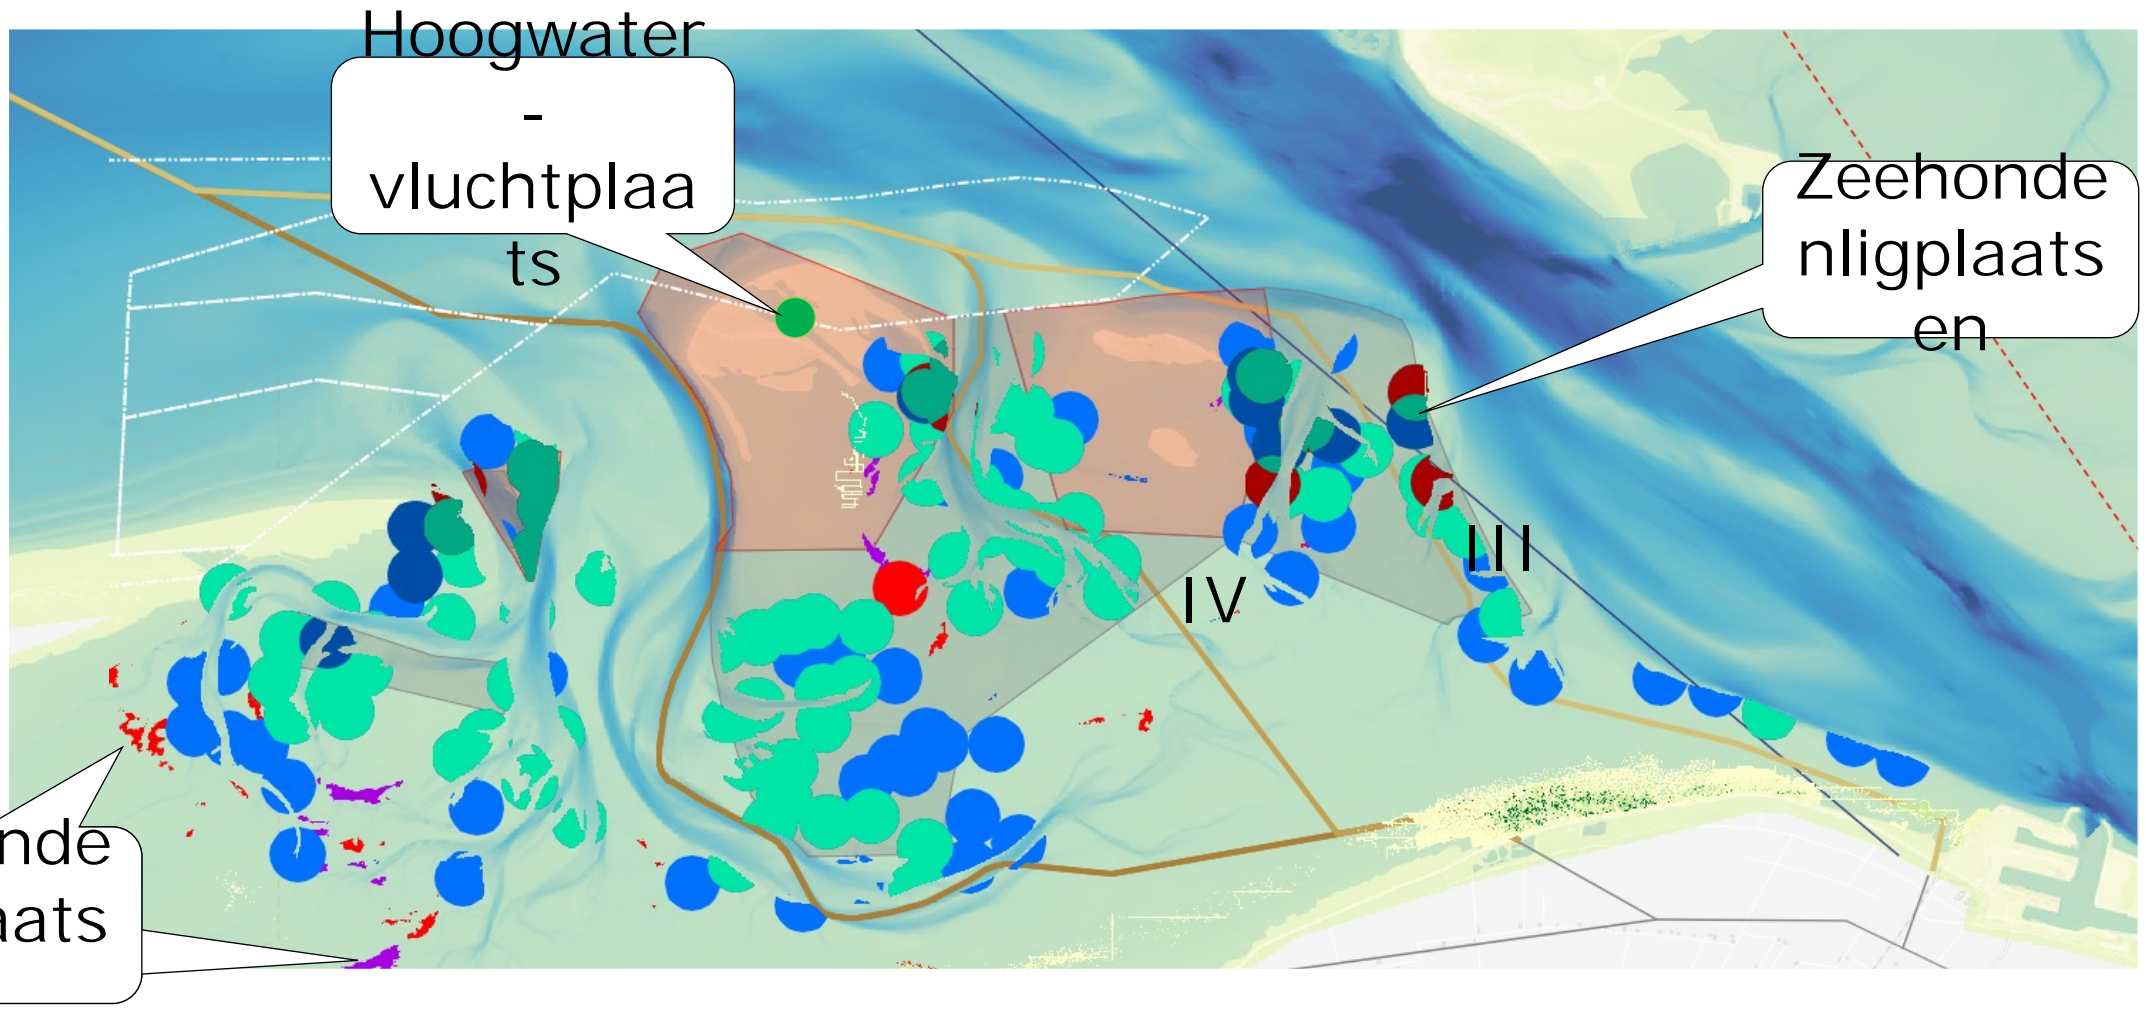 Hoogwater
-
vluchtplaa
ts
Zeehonde
nligplaats
en
III
IV
nde
aats